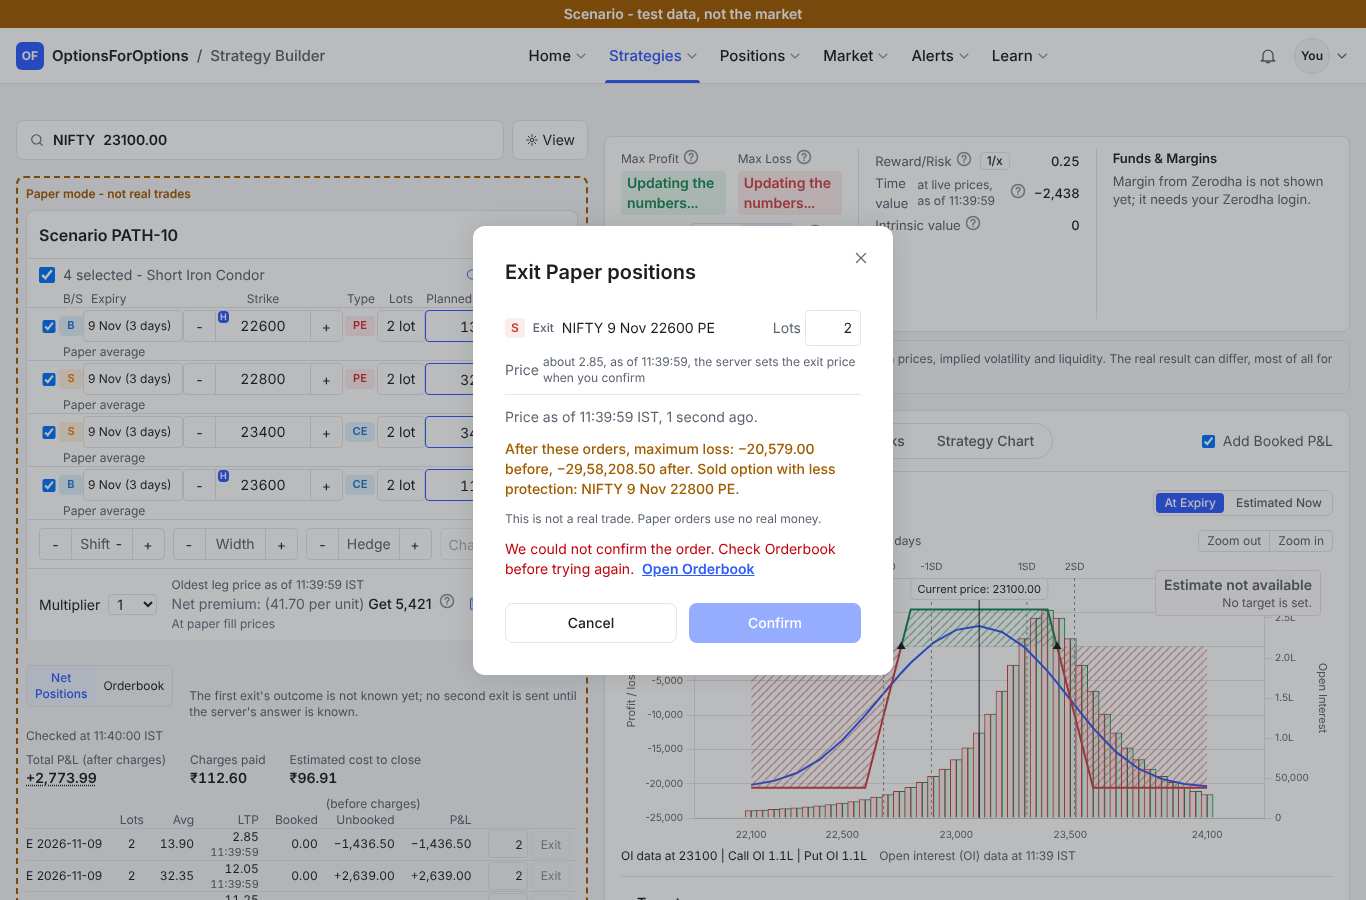 Scenario - test data, not the market
OF OptionsForOptions / Strategy Builder
Home Strategies Positions Market Alerts Learn You
NIFTY 23100.00
View
Paper mode - not real trades
Scenario PATH-10
4 selected - Short Iron Condor
B/S Expiry Strike Type Lots Planned
B 9 Nov (3 days) - H 22600 + PE 2 lot
Paper average
S 9 Nov (3 days) - 22800 + PE 2 lot
Paper average
S 9 Nov (3 days) - 23400 + CE 2 lot
Paper average
B 9 Nov (3 days) - H 23600 + CE 2 lot
Paper average
- Shift - + - Width + - Hedge +
Multiplier 1
Oldest leg price as of 11:39:59 IST
Net premium: (41.70 per unit) Get 5,421
At paper fill prices
Net Positions
Orderbook
The first exit's outcome is not known yet; no second exit is sent until
the server's answer is known.
Checked at 11:40:00 IST
Total P&L (after charges) Charges paid Estimated cost to close
+2,773.99 ₹112.60 ₹96.91
(before charges)
Lots Avg LTP Booked Unbooked P&L
E 2026-11-09 2 13.90 2.85 0.00 −1,436.50 −1,436.50 2 Exit
11:39:59
E 2026-11-09 2 32.35 12.05 0.00 +2,639.00 +2,639.00 2 Exit
11:39:59
Max Profit
Updating the
numbers...
Max Loss
Updating the
numbers...
Reward/Risk 1/x 0.25
Time value at live prices, as of 11:39:59 −2,438
Intrinsic value 0
Funds & Margins
Margin from Zerodha is not shown
yet; it needs your Zerodha login.
prices, implied volatility and liquidity. The real result can differ, most of all for
Strategy Chart
Add Booked P&L
At Expiry Estimated Now
days
Zoom out Zoom in
-1SD 1SD 2SD
Current price: 23100.00
Estimate not available
No target is set.
Exit Paper positions
S Exit NIFTY 9 Nov 22600 PE Lots 2
Price about 2.85, as of 11:39:59, the server sets the exit price
when you confirm
Price as of 11:39:59 IST, 1 second ago.
After these orders, maximum loss: −20,579.00
before, −29,58,208.50 after. Sold option with less
protection: NIFTY 9 Nov 22800 PE.
This is not a real trade. Paper orders use no real money.
We could not confirm the order. Check Orderbook
before trying again. Open Orderbook
Cancel Confirm
Profit / loss
-5,000
-10,000
-15,000
-20,000
-25,000
2.5L
2.0L
1.5L
1.0L
50,000
0
Open Interest
22,100 22,500 23,000 23,500 24,100
OI data at 23100 | Call OI 1.1L | Put OI 1.1L Open interest (OI) data at 11:39 IST